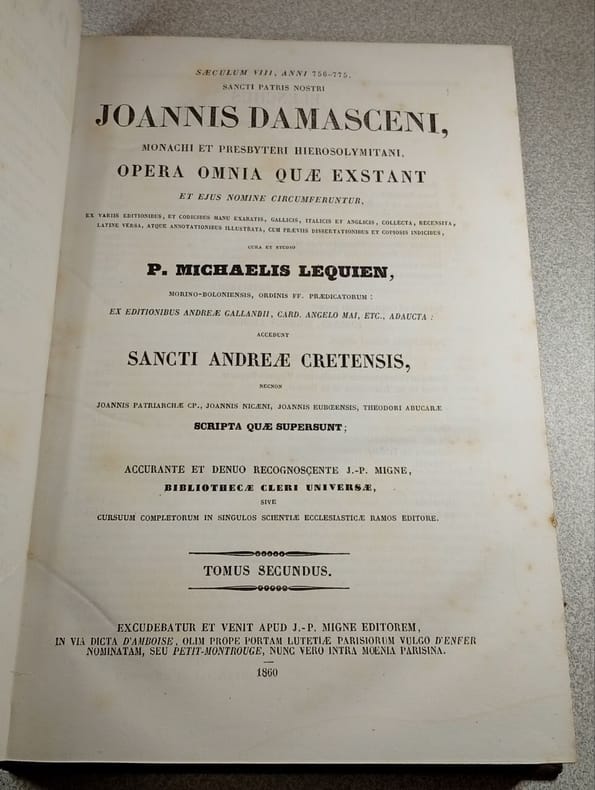 SÆCULUM VIII, ANNI 756-775.
SANCTI PATRIS NOSTRI
JOANNIS DAMASCENI,
MONACHI ET PRESBYTERI HIEROSOLYMITANI,
OPERA OMNIA QUÆ EXSTANT
ET EJUS NOMINE CIRCUMFERUNTUR,
EX VARIIS EDITIONIBUS, ET CODICIBUS MANU EXARATIS, GALLICIS, ITALICIS ET ANGLICIS, COLLECTA, RECENSITA,
LATINE VERSA, ATQUE ANNOTATIONIBUS ILLUSTRATA, CUM PRÆVIIS DISSERTATIONIBUS ET COPIOSIS INDICIBUS,
CURA ET STUDIO
P. MICHAELIS LEQUIEN,
MORINO-BOLONIENSIS, ORDINIS FF. PRÆDICATORUM:
EX EDITIONIBUS ANDREÆ GALLANDII, CARD. ANGELO MAI, ETC., ADAUCTA:
ACCEDUNT
SANCTI ANDREÆ CRETENSIS,
NECNON
JOANNIS PATRIARCHÆ CP., JOANNIS NICÆNI, JOANNIS EUBŒENSIS, THEODORI ABUCARÆ
SCRIPTA QUÆ SUPERSUNT;
ACCURANTE ET DENUO RECOGNOSCENTE J.-P. MIGNE,
BIBLIOTHECÆ CLERI UNIVERSÆ,
SIVE
CURSUUM COMPLETORUM IN SINGULOS SCIENTIÆ ECCLESIASTICÆ RAMOS EDITORE.
TOMUS SECUNDUS.
EXCUDEBATUR ET VENIT APUD J.-P. MIGNE EDITOREM,
IN VIA DICTA D'AMBOISE, OLIM PROPE PORTAM LUTETIÆ PARISIORUM VULGO D'ENFER
NOMINATAM, SEU PETIT-MONTROUGE, NUNC VERO INTRA MOENIA PARISINA.
1860